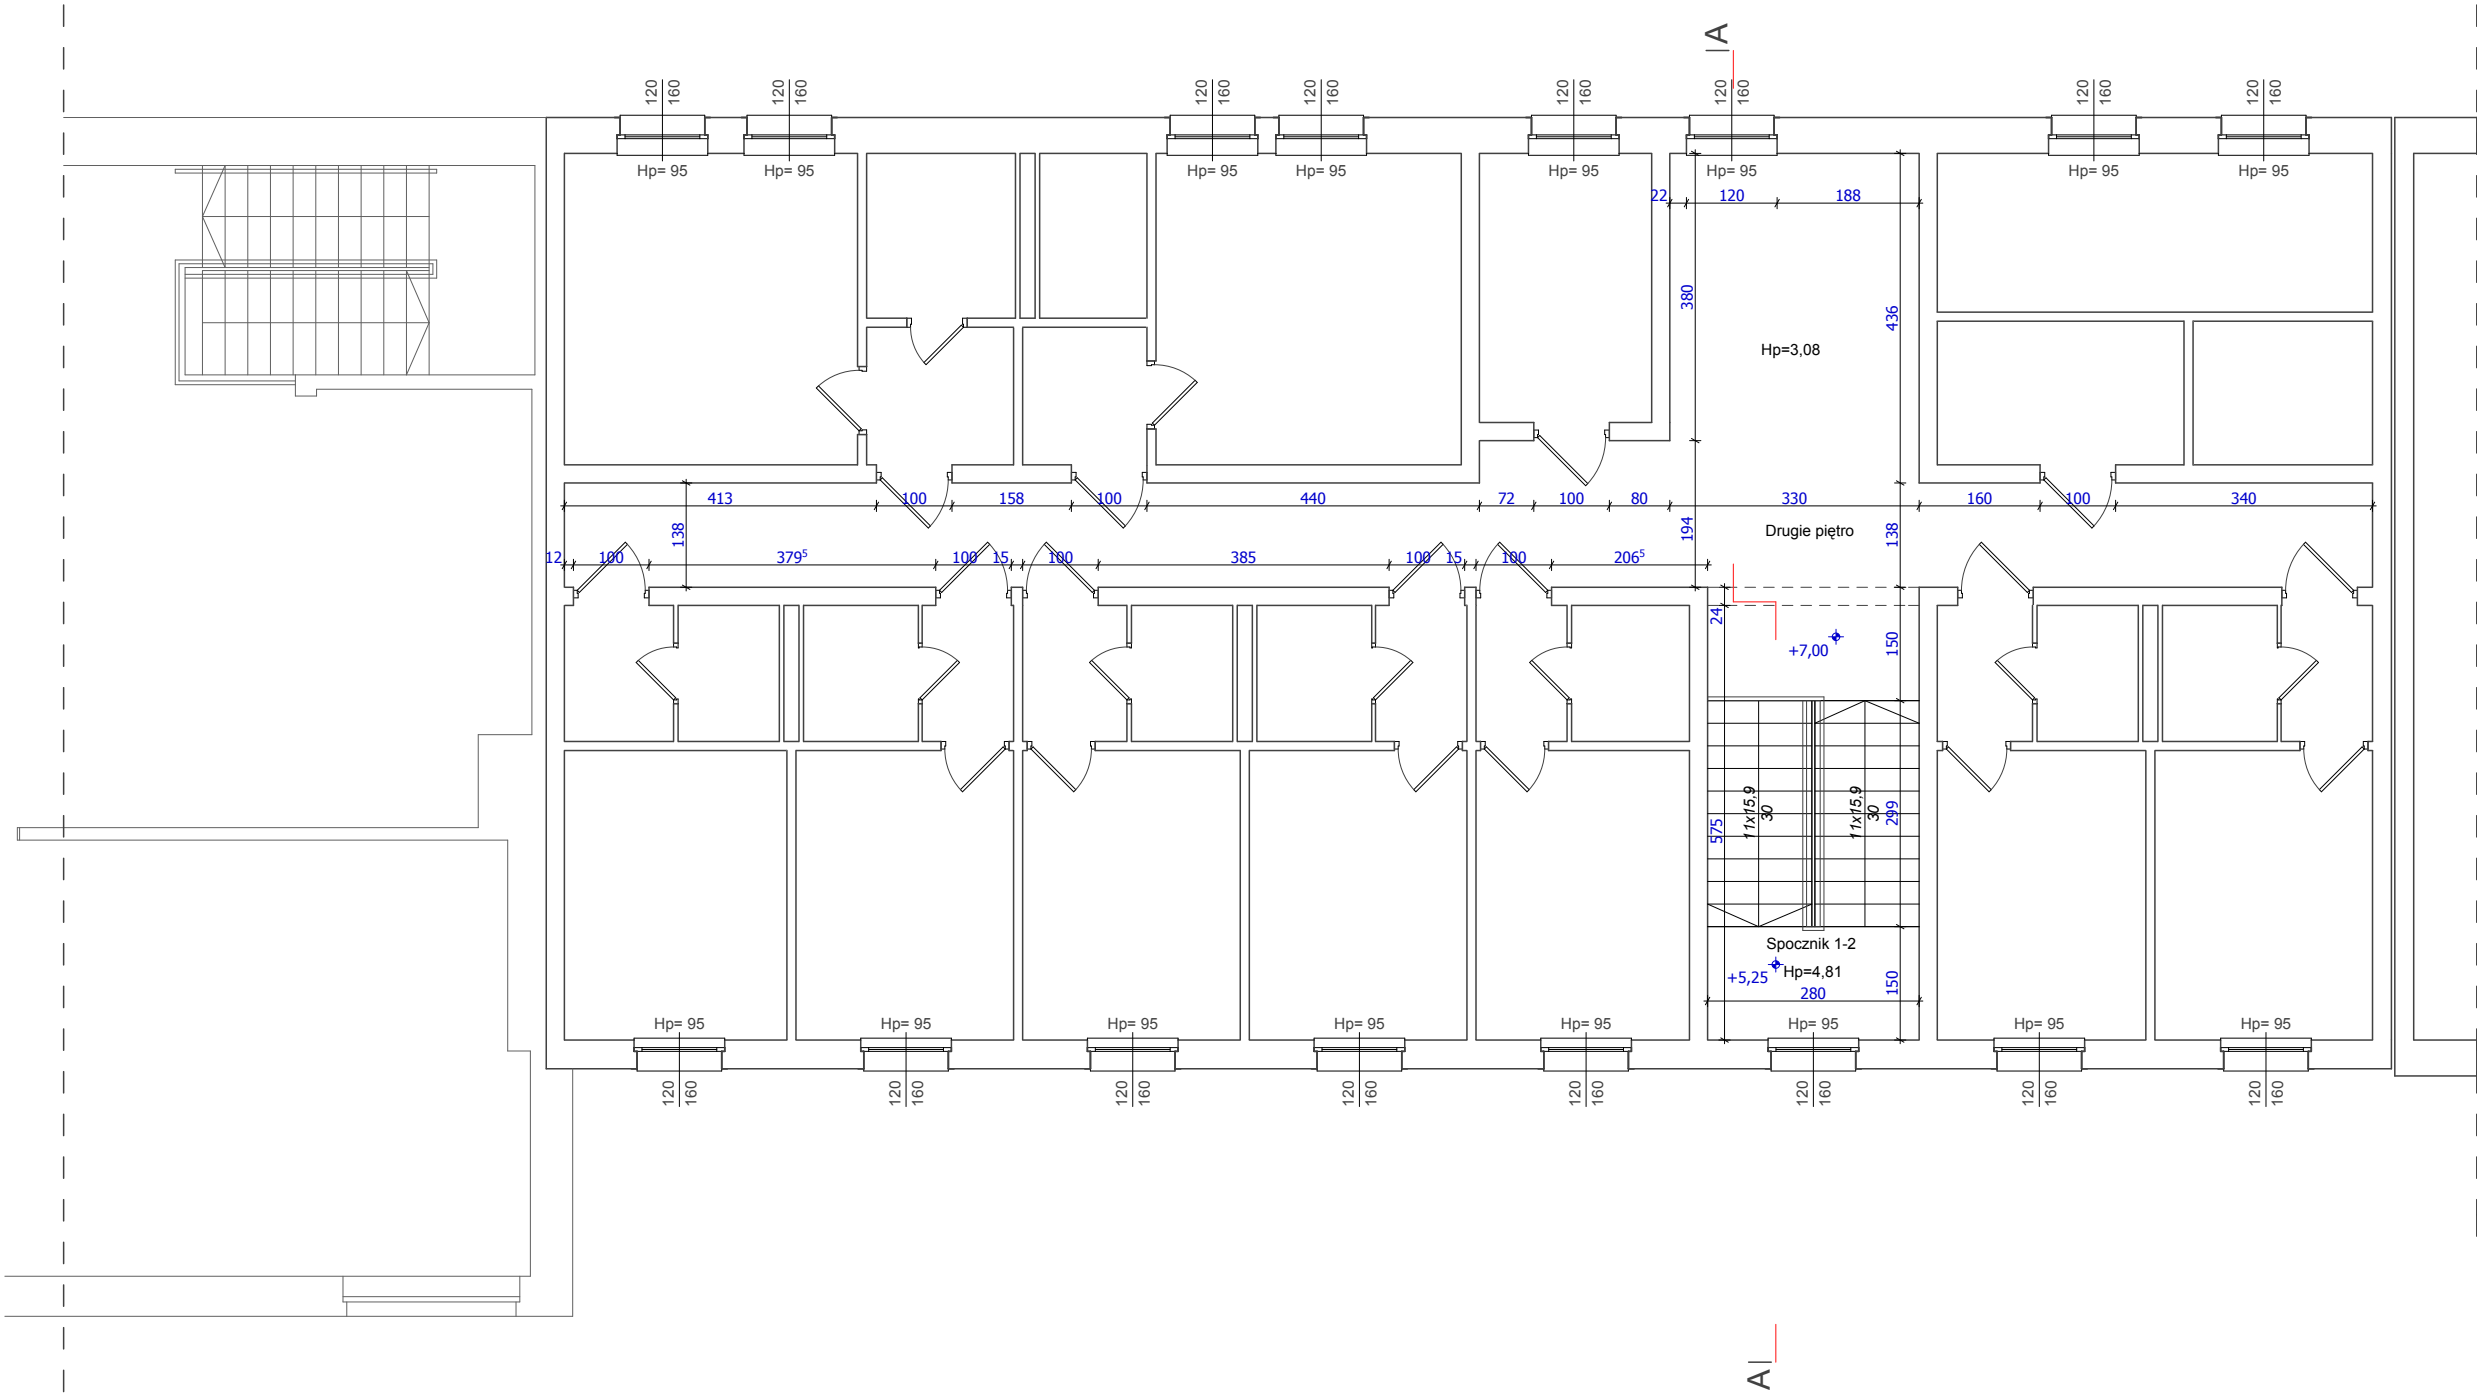 |A
120 160
120 160
120 160
120 160
120 160
120 160
120 160
120 160
Hp= 95
Hp= 95
Hp= 95
Hp= 95
Hp= 95
Hp= 95
Hp= 95
Hp= 95
22 120 188
380
436
Hp=3,08
413 100 158 100 440 72 100 80 330 160 100 340
138
194
Drugie piętro
138
12 100 379⁵ 100 15 100 385 100 15 100 206⁵
24
+7,00
150
11x15,9
30
11x15,9
30
299
575
Spocznik 1-2
+5,25
Hp=4,81
150
280
Hp= 95
Hp= 95
Hp= 95
Hp= 95
Hp= 95
Hp= 95
Hp= 95
Hp= 95
120 160
120 160
120 160
120 160
120 160
120 160
120 160
120 160
A|